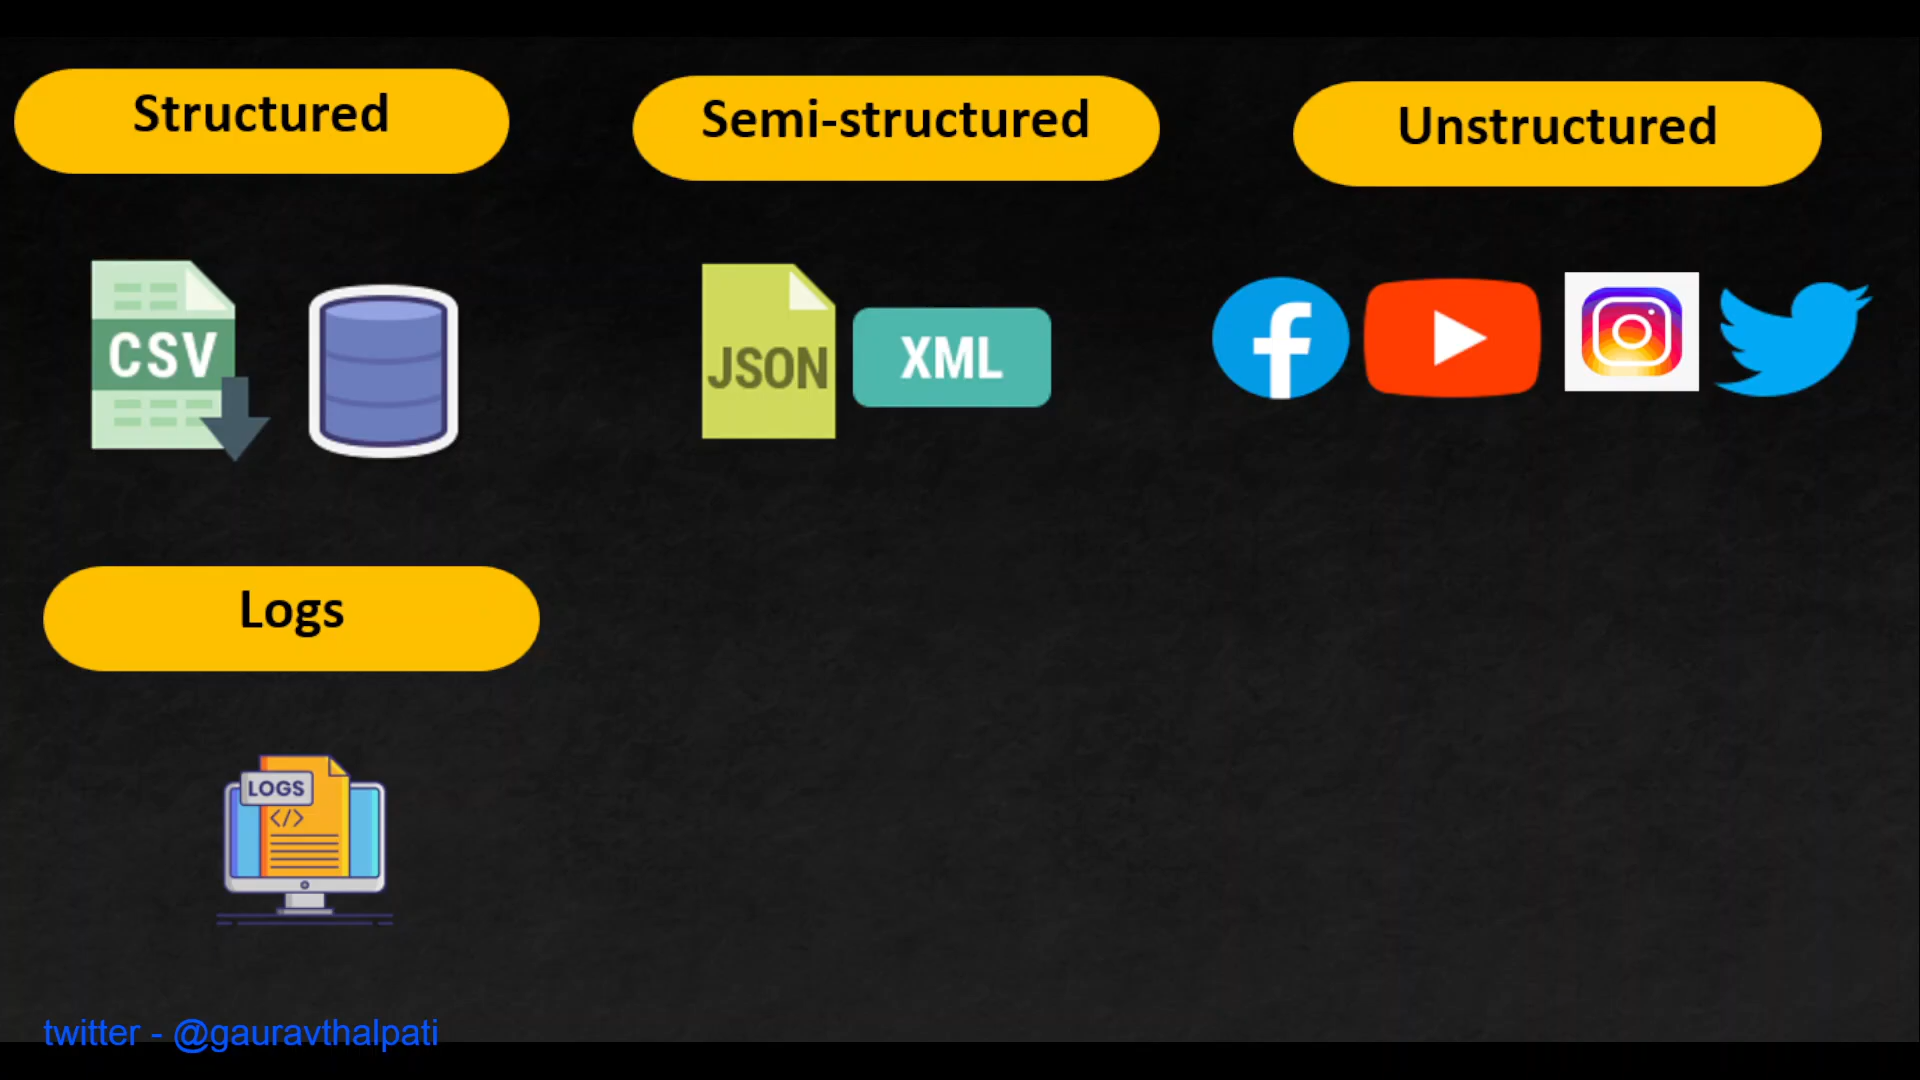 Structured
Semi-structured
Unstructured
CSV
JSON
XML
f
Logs
LOGS
</>
twitter - @gauravthalpati